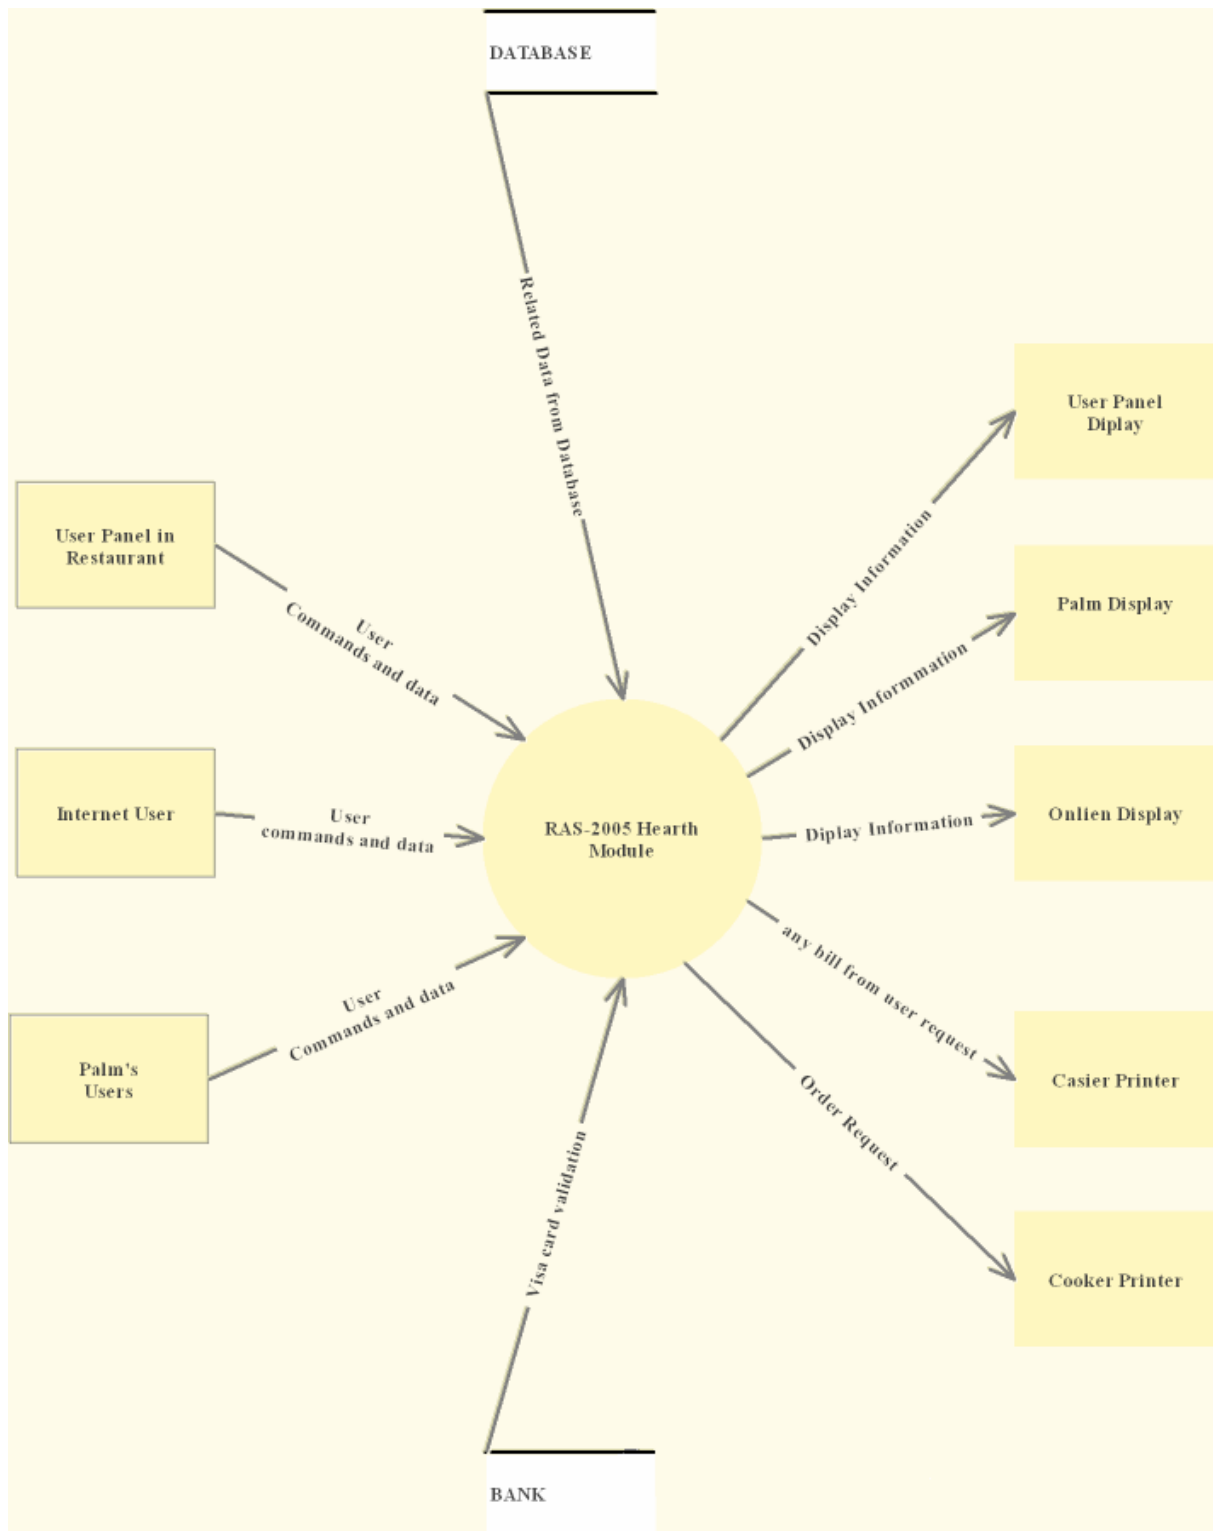 DATABASE
Related Data from Database
User Panel in
Restaurant
User
Commands and data
Internet User
User
commands and data
Palm's
Users
User
Commands and data
RAS-2005 Hearth
Module
Display Information
User Panel
Diplay
Display Informmation
Palm Display
Diplay Information
Onlien Display
any bill from user request
Casier Printer
Order Request
Cooker Printer
Visa card validation
BANK